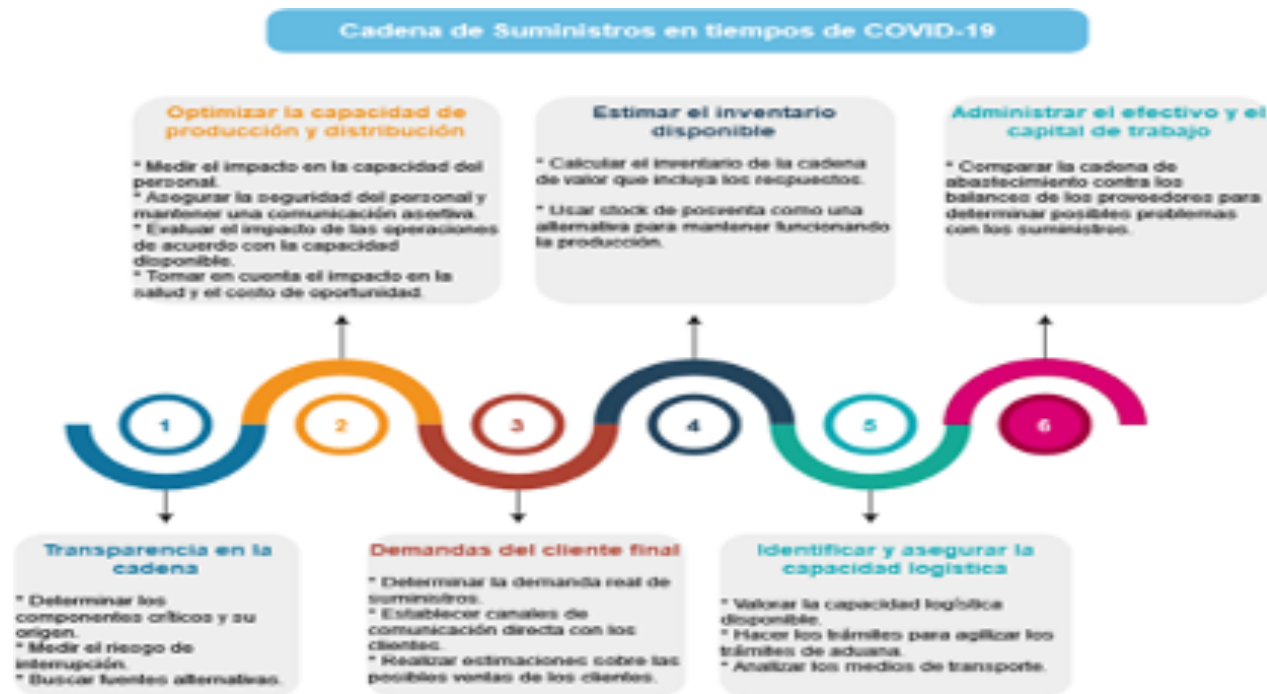 Cadena de Suministros en tiempos de COVID-19
Optimizar la capacidad de
producción y distribución
* Medir el impacto en la capacidad del
personal.
* Asegurar la seguridad del personal y
mantener una comunicación asertiva.
* Evaluar el impacto de las operaciones
de acuerdo con la capacidad
disponible.
* Tomar en cuenta el impacto en la
salud y el costo de oportunidad.
Estimar el inventario
disponible
* Calcular el inventario de la cadena
de valor que incluya los respuestos.
* Usar stock de posventa como una
alternativa para mantener funcionando
la producción.
Administrar el efectivo y el
capital de trabajo
* Comparar la cadena de
abastecimiento contra los
balances de los proveedores para
determinar posibles problemas
con los suministros.
1
2
3
4
5
6
Transparencia en la
cadena
* Determinar los
componentes críticos y su
origen.
* Medir el riesgo de
interrupción.
* Buscar fuentes alternativas.
Demandas del cliente final
* Determinar la demanda real de
suministros.
* Establecer canales de
comunicación directa con los
clientes.
* Realizar estimaciones sobre las
posibles ventas de los clientes.
Identificar y asegurar la
capacidad logística
* Valorar la capacidad logística
disponible.
* Hacer los trámites para agilizar los
trámites de aduana.
* Analizar los medios de transporte.